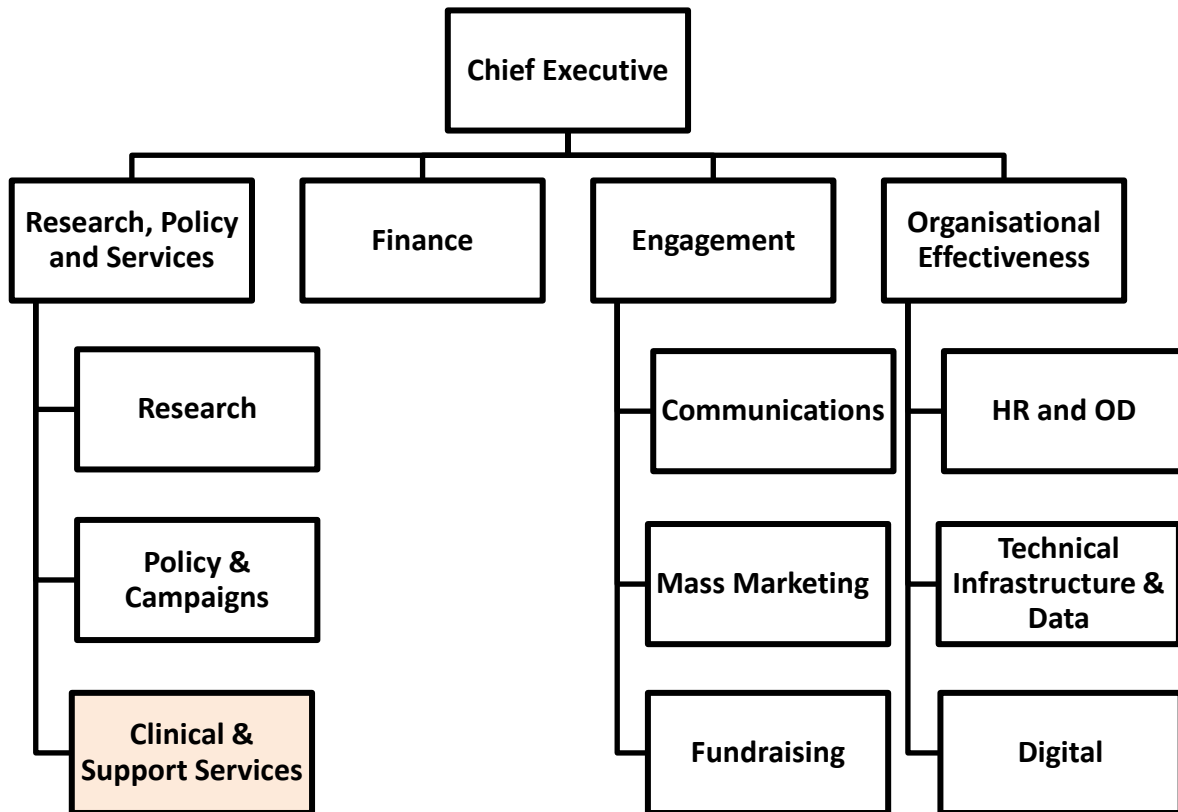 Chief Executive
Research, Policy
and Services
Finance
Engagement
Organisational
Effectiveness
Research
Communications
HR and OD
Policy &
Campaigns
Mass Marketing
Technical
Infrastructure &
Data
Clinical &
Support Services
Fundraising
Digital